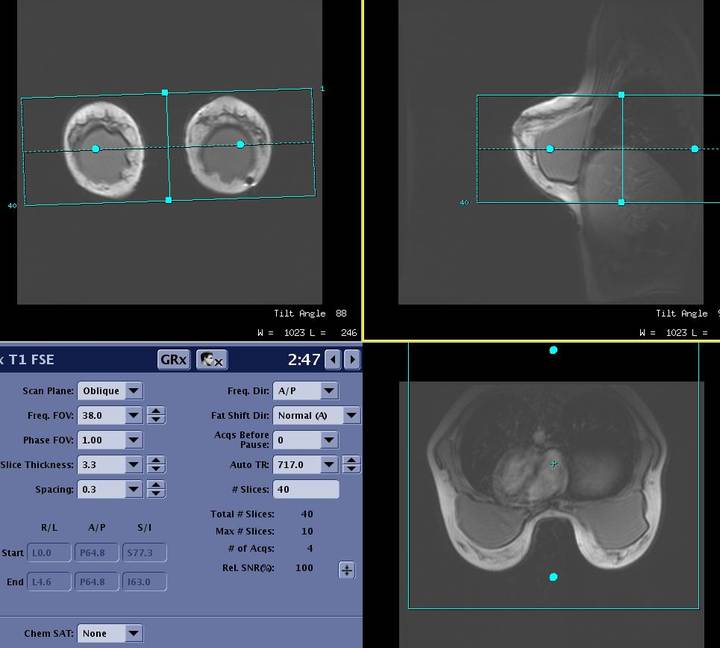 1
40
Tilt Angle 88
W = 1023 L = 246
40
Tilt Angle
W = 1023 L =
x T1 FSE GRx x 2:47
Scan Plane: Oblique Freq. Dir: A/P
Freq. FOV: 38.0 Fat Shift Dir: Normal (A)
Phase FOV: 1.00 Acqs Before Pause: 0
Slice Thickness: 3.3 Auto TR: 717.0
Spacing: 0.3 # Slices: 40
Total # Slices: 40
R/L A/P S/I Max # Slices: 10
Start L0.0 P64.8 S77.3 # of Acqs: 4
End L4.6 P64.8 I63.0 Rel. SNR(%): 100
Chem SAT: None